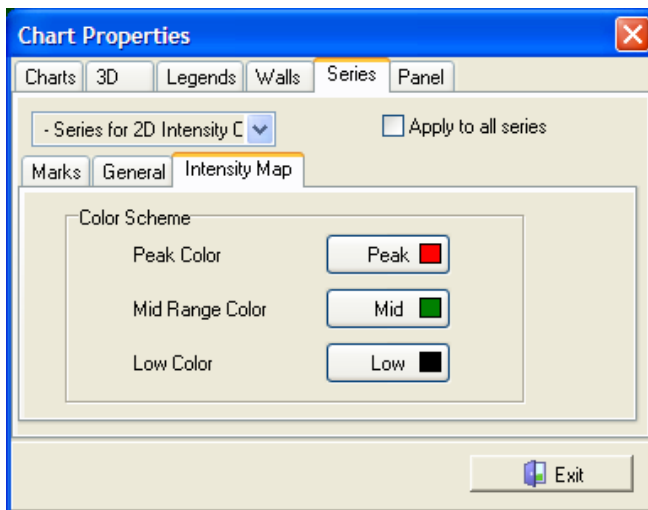 Chart Properties
Charts 3D Legends Walls Series Panel
- Series for 2D Intensity C Apply to all series
Marks General Intensity Map
Color Scheme
Peak Color Peak
Mid Range Color Mid
Low Color Low
Exit